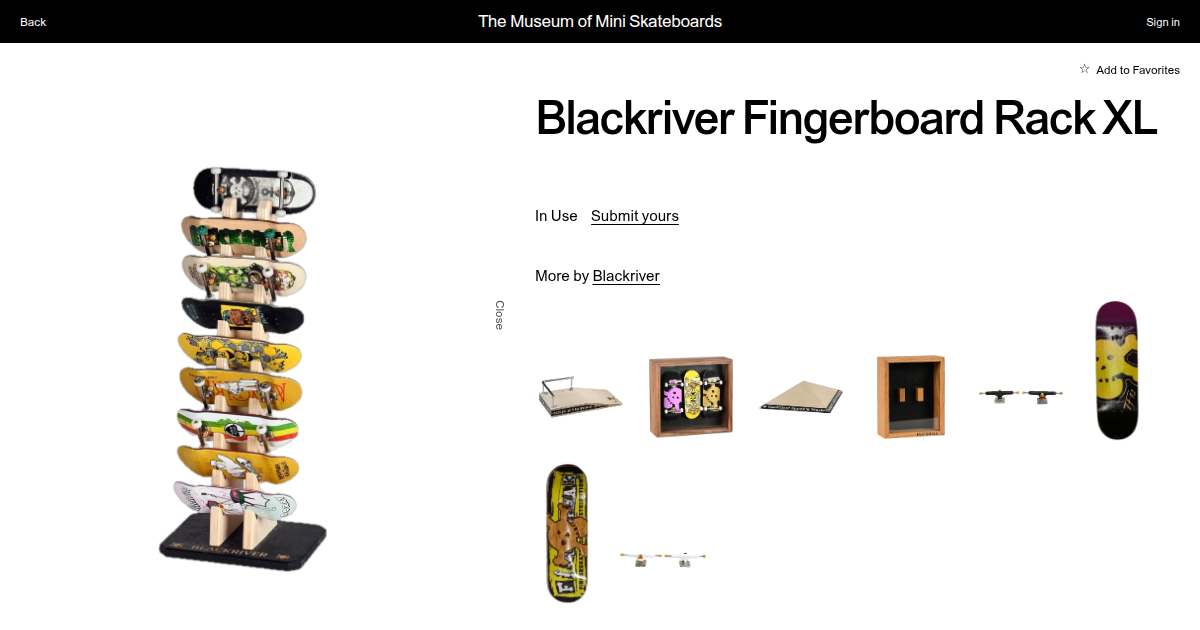 Back
The Museum of Mini Skateboards
Sign in
☆ Add to Favorites
Blackriver Fingerboard Rack XL
In Use Submit yours
More by Blackriver
Close
BLACKRIVER